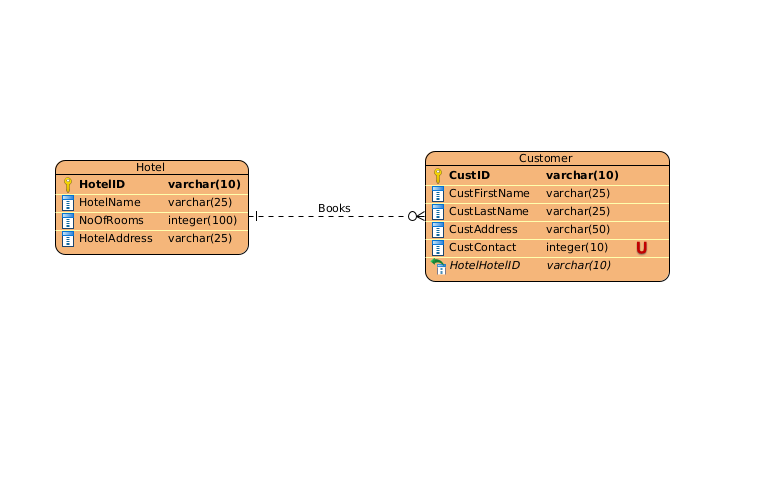 Hotel
HotelID varchar(10)
HotelName varchar(25)
NoOfRooms integer(100)
HotelAddress varchar(25)
Books
Customer
CustID varchar(10)
CustFirstName varchar(25)
CustLastName varchar(25)
CustAddress varchar(50)
CustContact integer(10) U
HotelHotelID varchar(10)